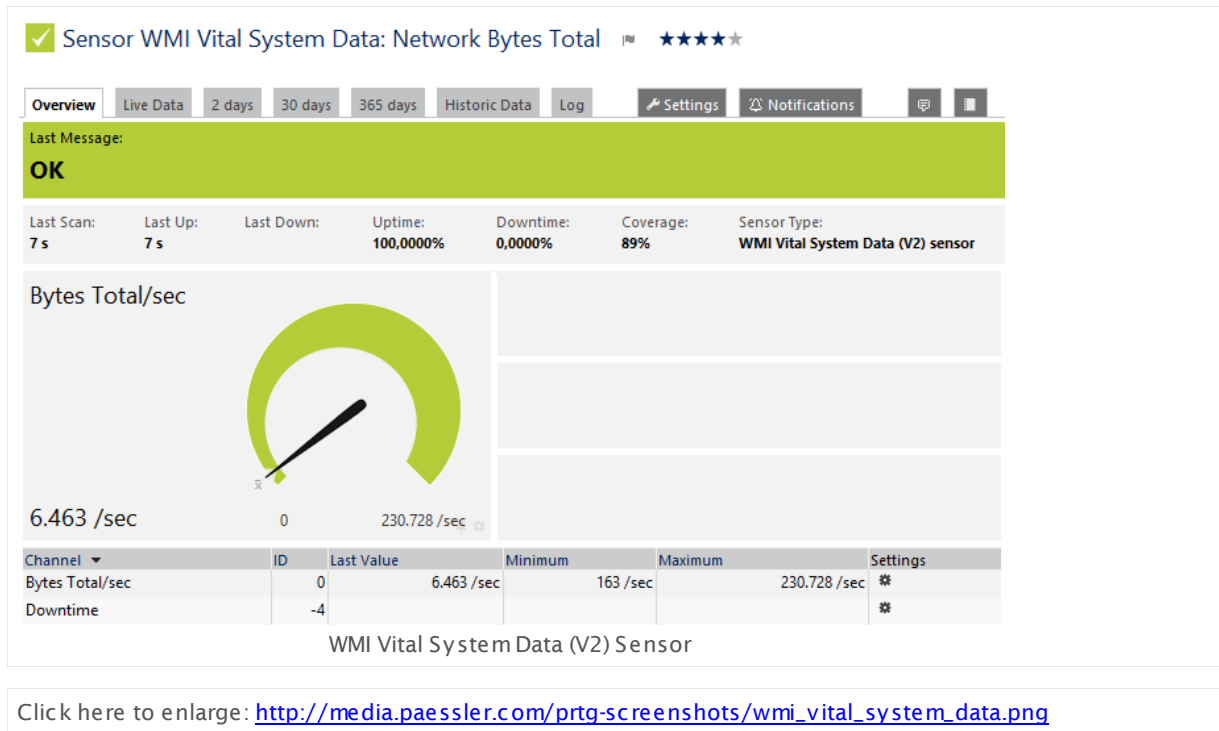 Sensor WMI Vital System Data: Network Bytes Total
Overview Live Data 2 days 30 days 365 days Historic Data Log Settings Notifications
Last Message:
OK
Last Scan: Last Up: Last Down: Uptime: Downtime: Coverage: Sensor Type:
7 s 7 s 100,0000% 0,0000% 89% WMI Vital System Data (V2) sensor
Bytes Total/sec
x̄
6.463 /sec 0 230.728 /sec
Channel ID Last Value Minimum Maximum Settings
Bytes Total/sec 0 6.463 /sec 163 /sec 230.728 /sec
Downtime -4
WMI Vital System Data (V2) Sensor
Click here to enlarge: http://media.paessler.com/prtg-screenshots/wmi_vital_system_data.png